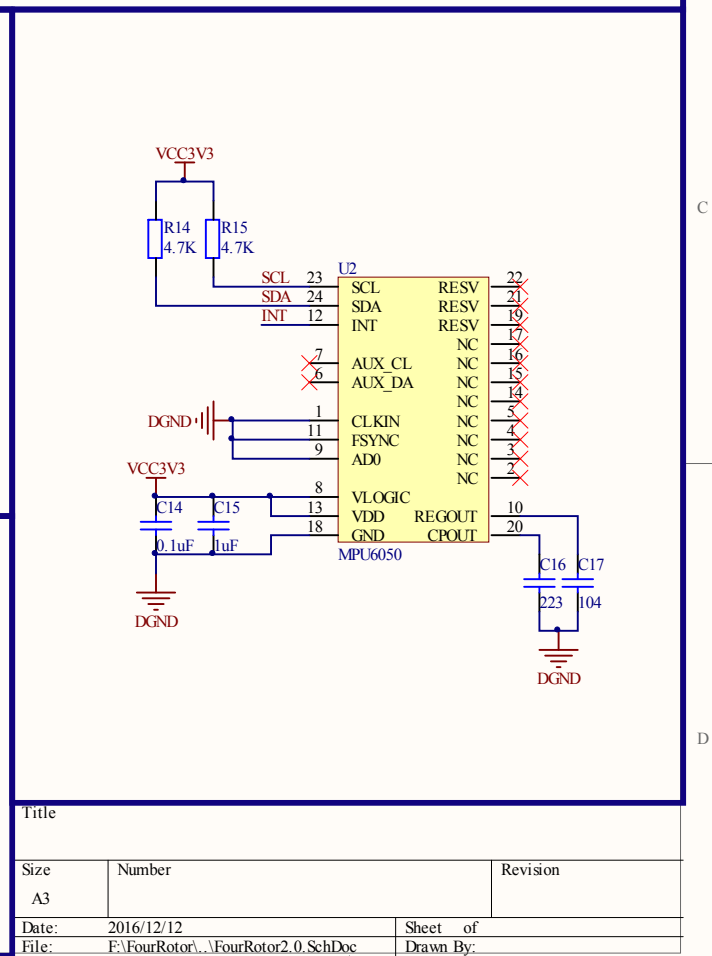 VCC3V3
C
R14
R15
4.7K
4.7K
U2
SCL 23 SCL RESV 22
SDA 24 SDA RESV 21
INT 12 INT RESV 19
NC 17
7 AUX_CL NC 16
6 AUX_DA NC 15
NC 14
DGND 1 CLKIN NC 5
11 FSYNC NC 4
9 AD0 NC 3
VCC3V3 NC 2
8 VLOGIC
C14 C15 13 VDD REGOUT 10
18 GND CPOUT 20
0.1uF 1uF MPU6050
C16 C17
223 104
DGND
DGND
D
Title
Size Number Revision
A3
Date: 2016/12/12 Sheet of
File: F:\FourRotor\..\FourRotor2.0.SchDoc Drawn By: